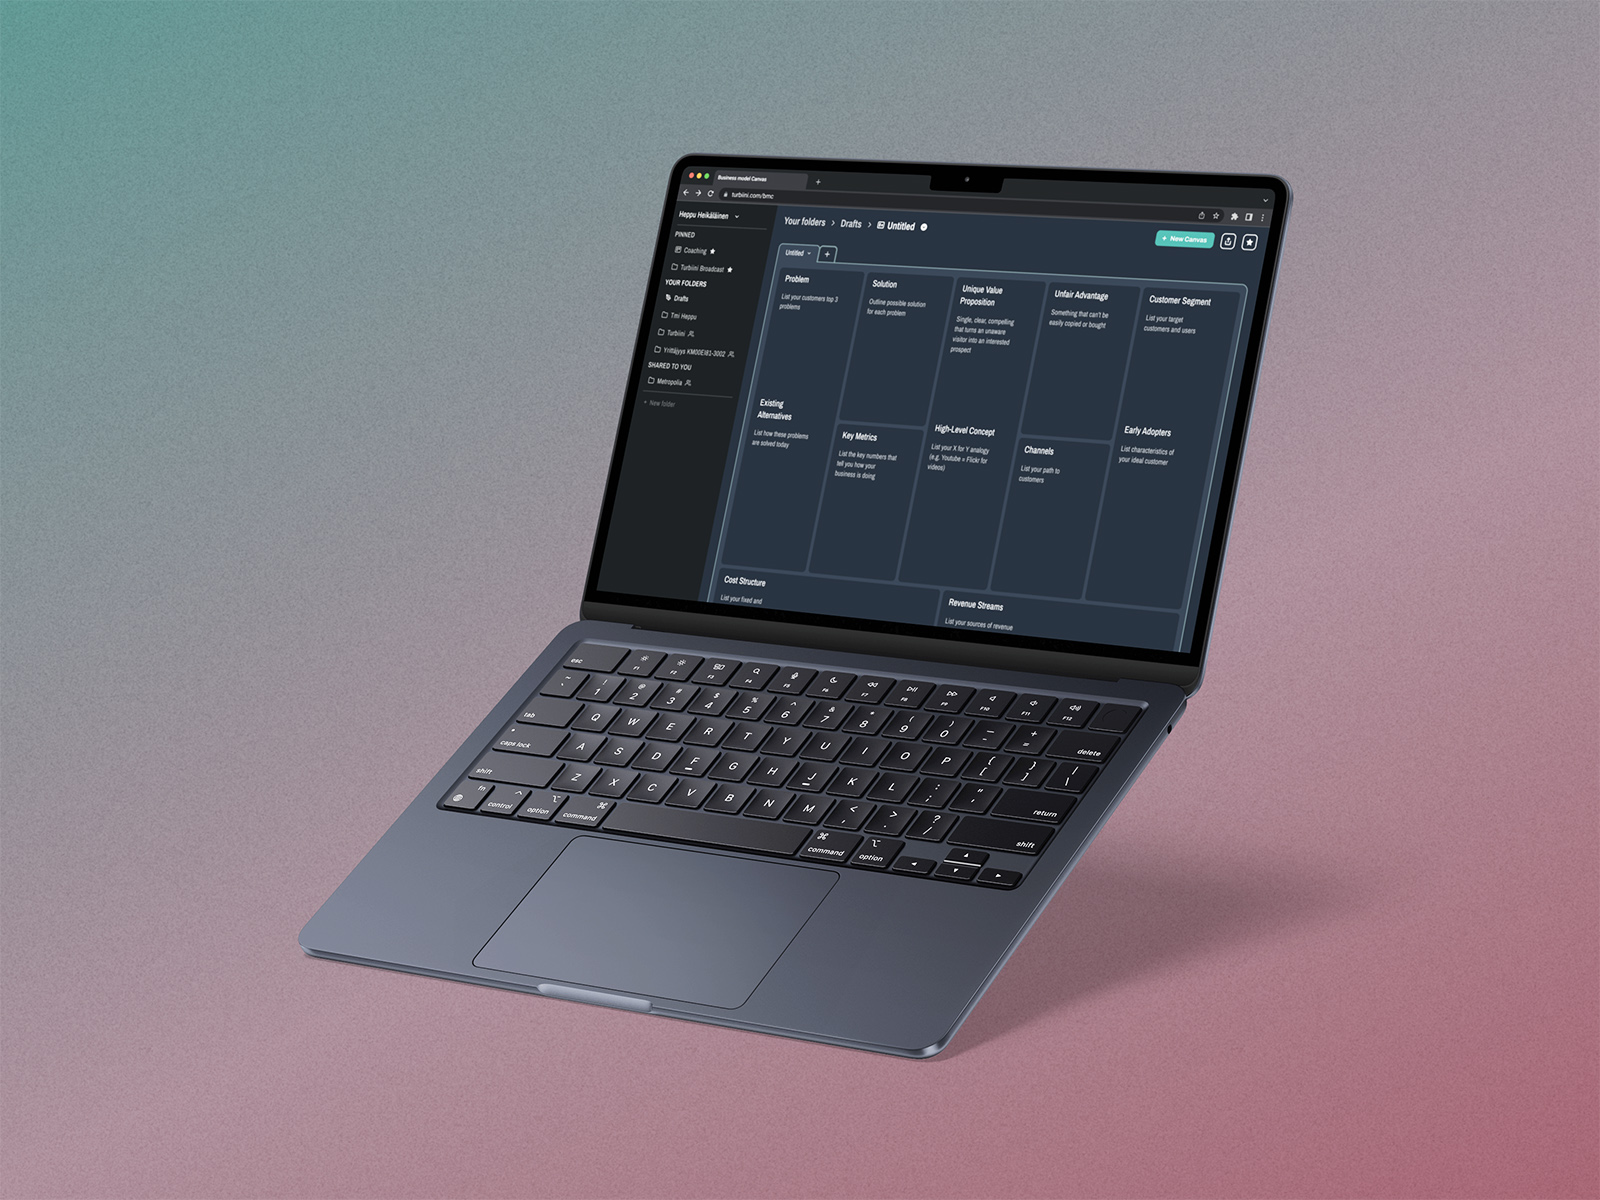 Business model Canvas
turbiini.com/bmc
Heppu Heikäläinen
PINNED
Coaching
Turbiini Broadcast
YOUR FOLDERS
Drafts
Tmi Heppu
Turbiini
Yrittäjyys KM00EI81-3002
SHARED TO YOU
Metropolia
+ New folder
Your folders > Drafts > Untitled
+ New Canvas
Untitled
+
Problem
List your customers top 3
problems
Existing
Alternatives
List how these problems
are solved today
Solution
Outline possible solution
for each problem
Key Metrics
List the key numbers that
tell you how your
business is doing
Unique Value
Proposition
Single, clear, compelling
that turns an unaware
visitor into an interested
prospect
High-Level Concept
List your X for Y analogy
(e.g. Youtube = Flickr for
videos)
Unfair Advantage
Something that can't be
easily copied or bought
Channels
List your path to
customers
Customer Segment
List your target
customers and users
Early Adopters
List characteristics of
your ideal customer
Cost Structure
List your fixed and
Revenue Streams
List your sources of revenue
esc F1 F2 F3 F4 F5 F6 F7 F8 F9 F10 F11 F12
~ ` ! 1 @ 2 # 3 $ 4 % 5 ^ 6 & 7 * 8 ( 9 ) 0 — - + = delete
tab Q W E R T Y U I O P { [ } ] | \
caps lock A S D F G H J K L : ; " ' return
shift Z X C V B N M < , > . ? / shift
fn control option command command option